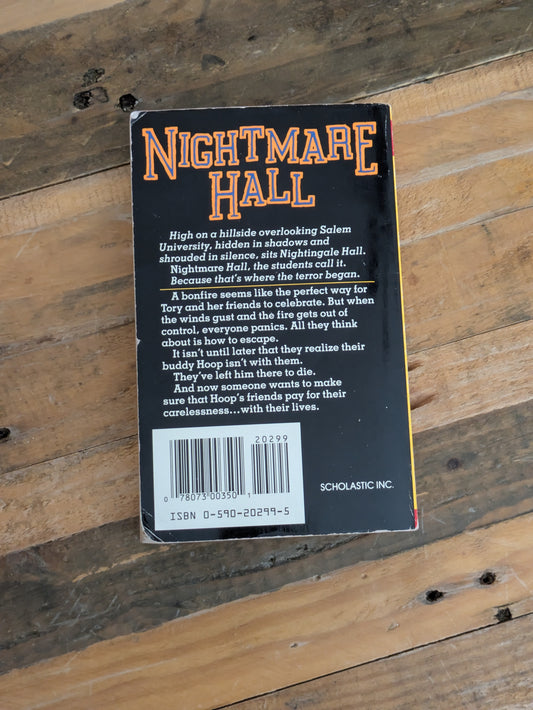 NIGHTMARE
HALL
High on a hillside overlooking Salem
University, hidden in shadows and
shrouded in silence, sits Nightingale Hall.
Nightmare Hall, the students call it.
Because that's where the terror began.
A bonfire seems like the perfect way for
Tory and her friends to celebrate. But when
the winds gust and the fire gets out of
control, everyone panics. All they think
about is how to escape.
It isn't until later that they realize their
buddy Hoop isn't with them.
They've left him there to die.
And now someone wants to make
sure that Hoop's friends pay for their
carelessness...with their lives.
20299
0 78073 00350 1
ISBN 0-590-20299-5
SCHOLASTIC INC.